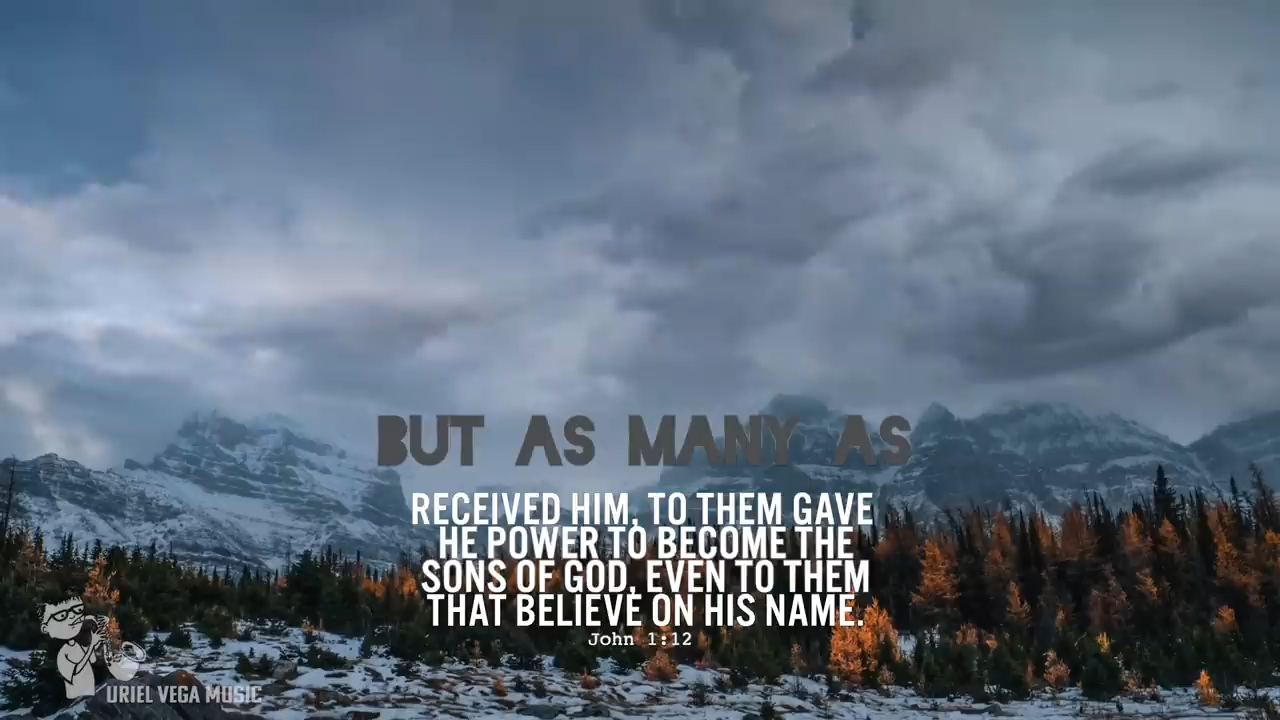 BUT AS MANY AS
RECEIVED HIM, TO THEM GAVE
HE POWER TO BECOME THE
SONS OF GOD, EVEN TO THEM
THAT BELIEVE ON HIS NAME.
John 1:12
URIEL VEGA MUSIC